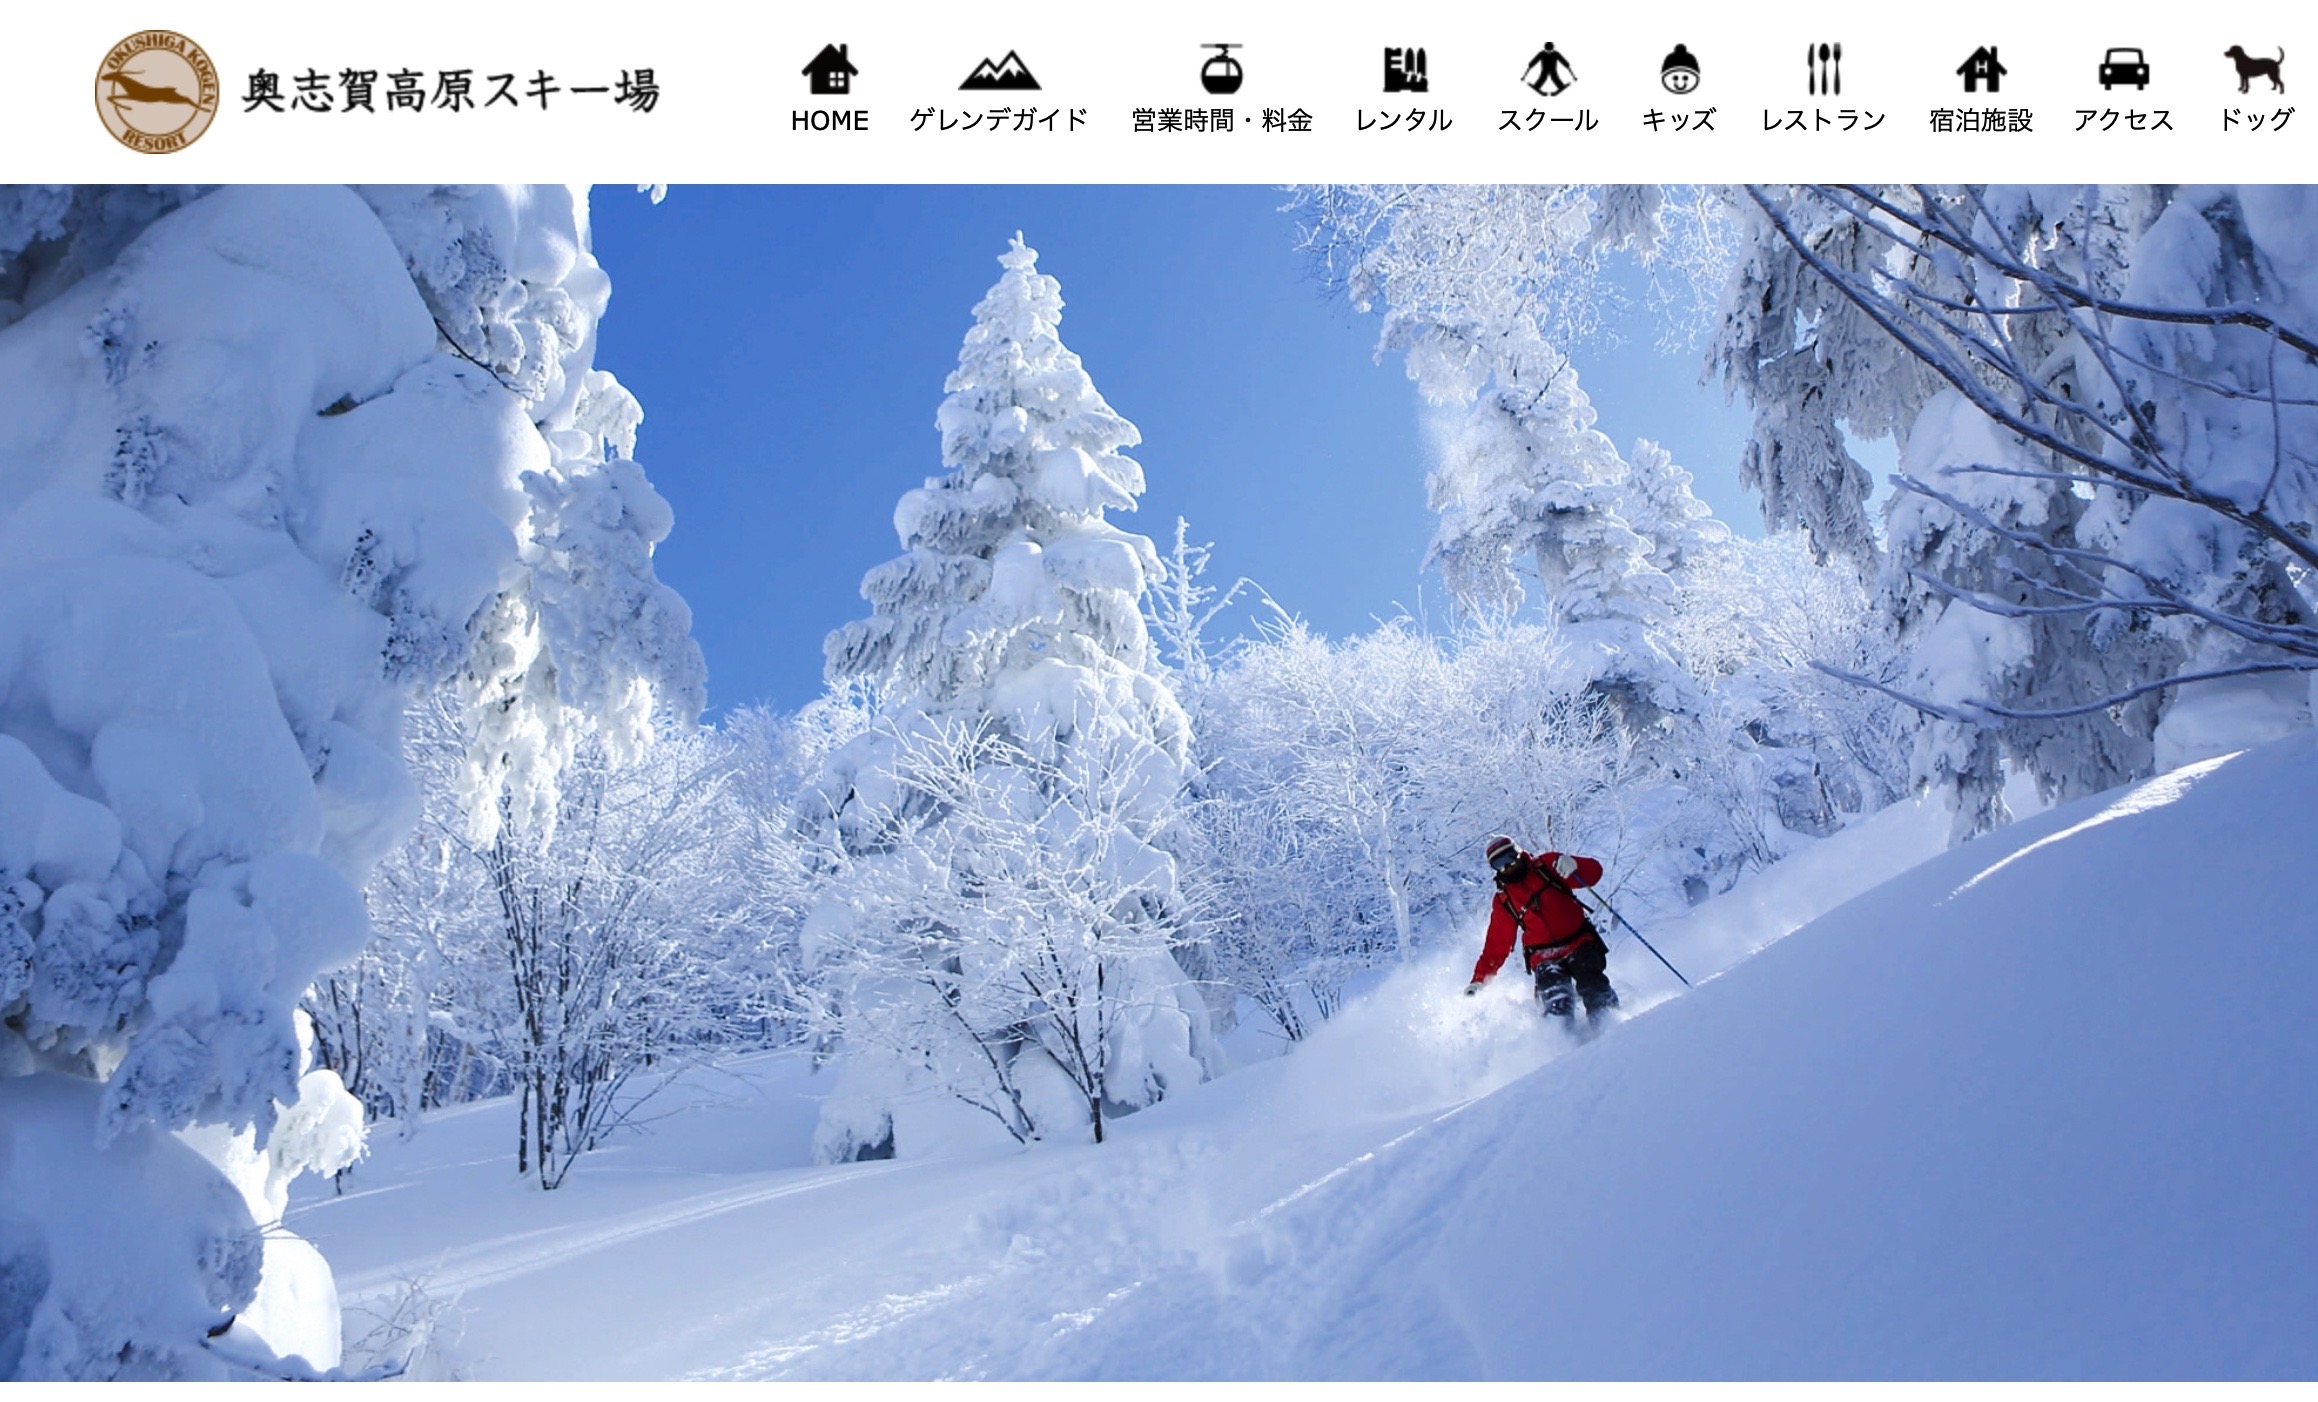 OKUSHIGA KOGEN
RESORT
奥志賀高原スキー場
HOME
ゲレンデガイド
営業時間・料金
レンタル
スクール
キッズ
レストラン
宿泊施設
アクセス
ドッグ